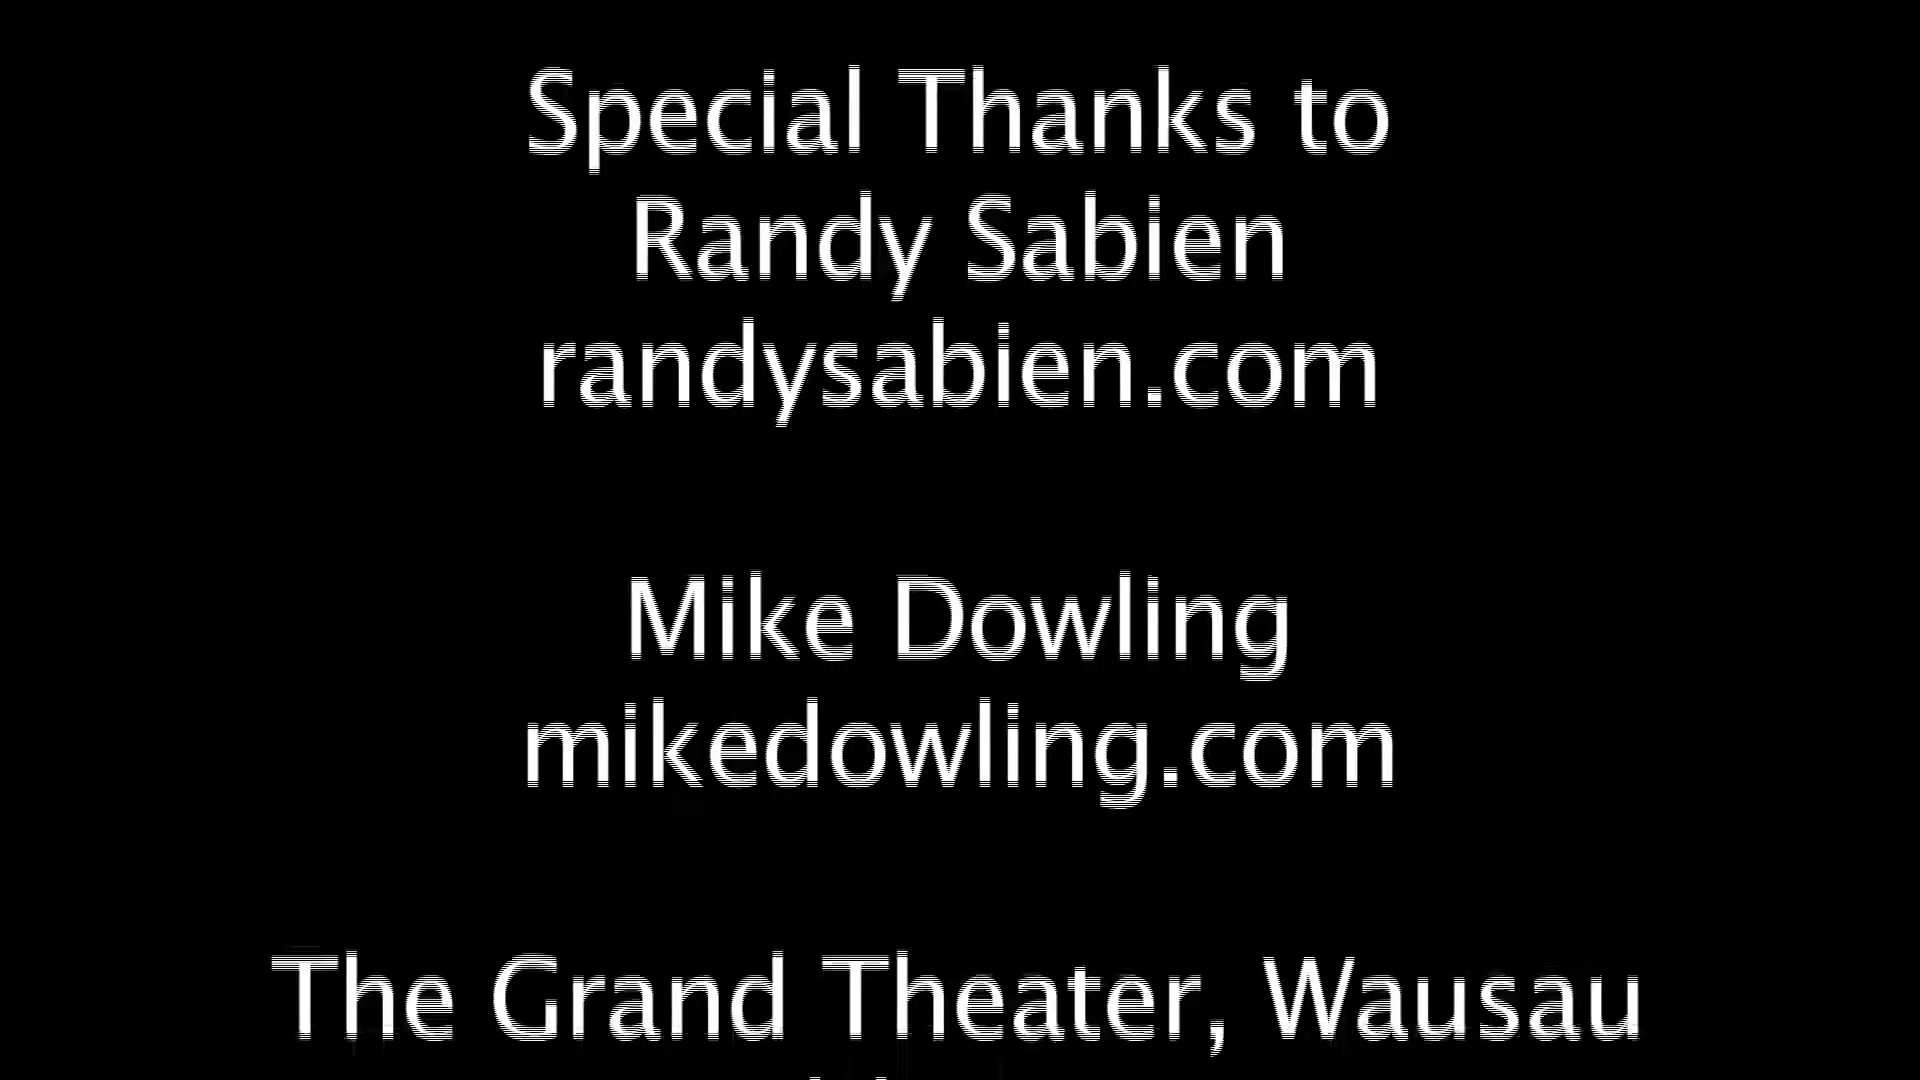 Special Thanks to
Randy Sabien
randysabien.com
Mike Dowling
mikedowling.com
The Grand Theater, Wausau